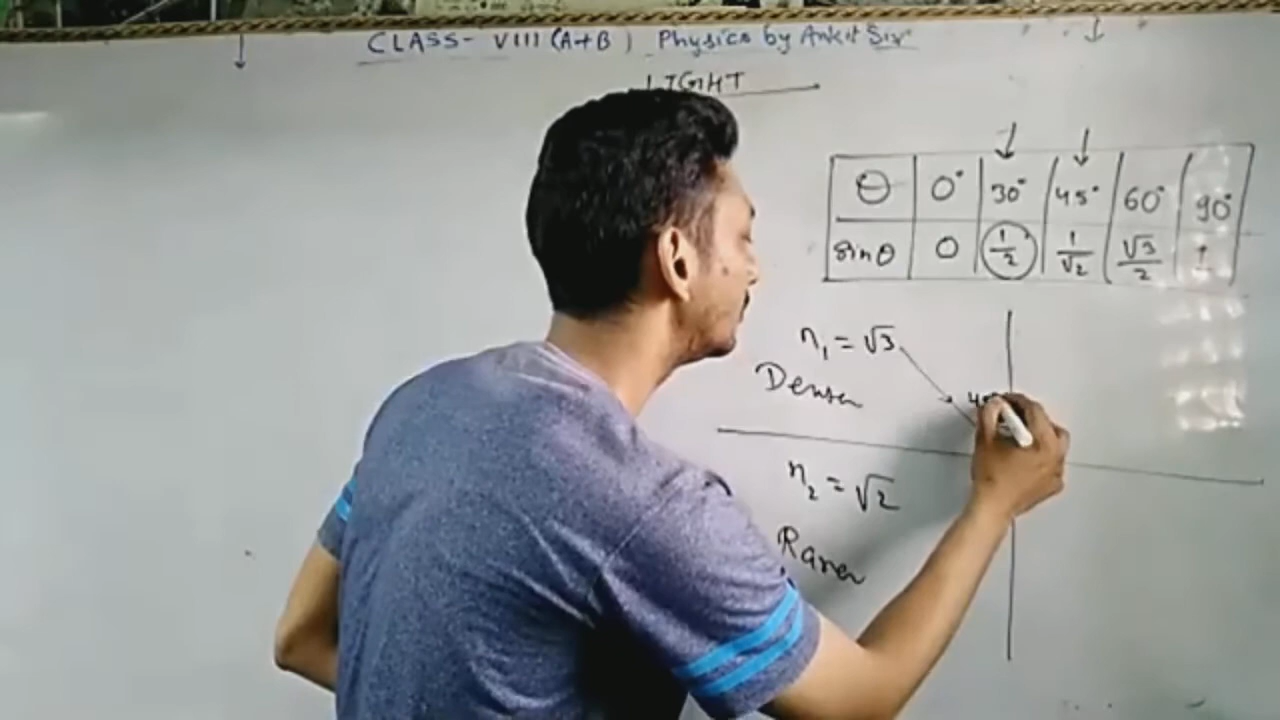 CLASS- VIII (A+B) Physics by Ankit Sir
LIGHT
θ 0° 30° 45° 60° 90°
sinθ 0 1/2 1/√2 √3/2 1
n₁ = √3
Denser
n₂ = √2
Rarer